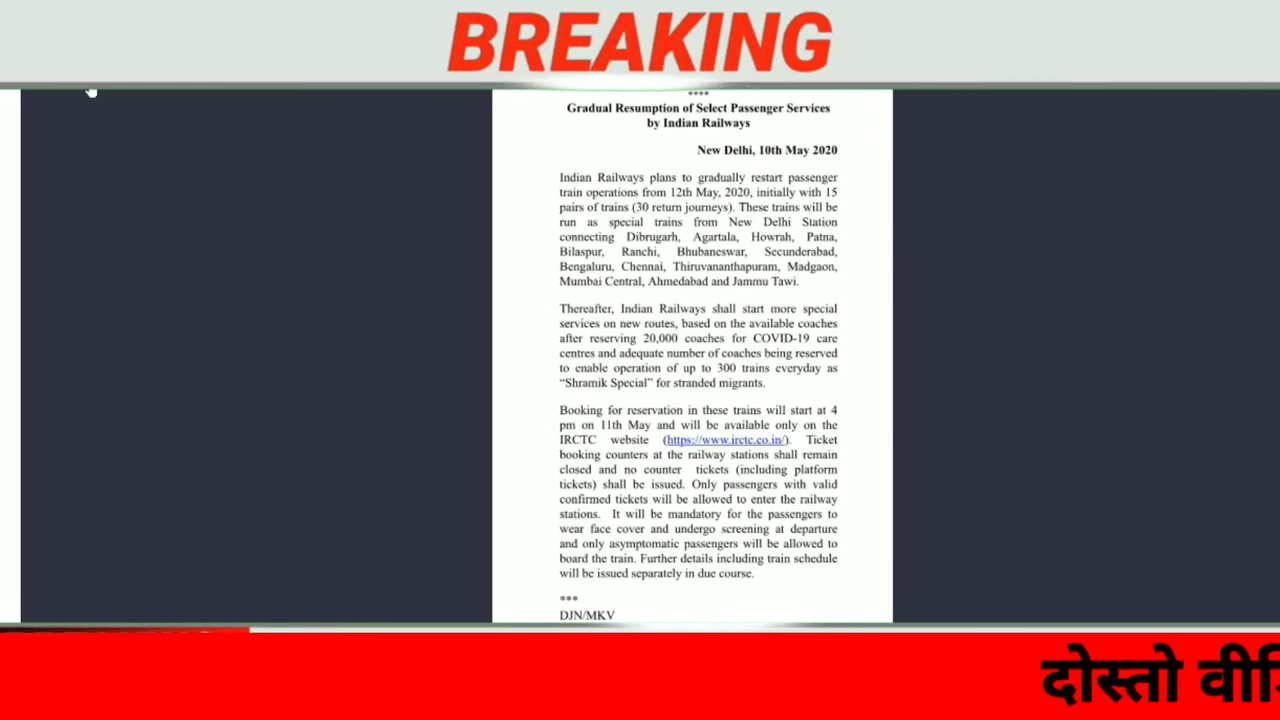 BREAKING
****
Gradual Resumption of Select Passenger Services
by Indian Railways
New Delhi, 10th May 2020
Indian Railways plans to gradually restart passenger
train operations from 12th May, 2020, initially with 15
pairs of trains (30 return journeys). These trains will be
run as special trains from New Delhi Station
connecting Dibrugarh, Agartala, Howrah, Patna,
Bilaspur, Ranchi, Bhubaneswar, Secunderabad,
Bengaluru, Chennai, Thiruvananthapuram, Madgaon,
Mumbai Central, Ahmedabad and Jammu Tawi.
Thereafter, Indian Railways shall start more special
services on new routes, based on the available coaches
after reserving 20,000 coaches for COVID-19 care
centres and adequate number of coaches being reserved
to enable operation of up to 300 trains everyday as
“Shramik Special” for stranded migrants.
Booking for reservation in these trains will start at 4
pm on 11th May and will be available only on the
IRCTC website (https://www.irctc.co.in/). Ticket
booking counters at the railway stations shall remain
closed and no counter tickets (including platform
tickets) shall be issued. Only passengers with valid
confirmed tickets will be allowed to enter the railway
stations. It will be mandatory for the passengers to
wear face cover and undergo screening at departure
and only asymptomatic passengers will be allowed to
board the train. Further details including train schedule
will be issued separately in due course.
***
DJN/MKV
दोस्तो